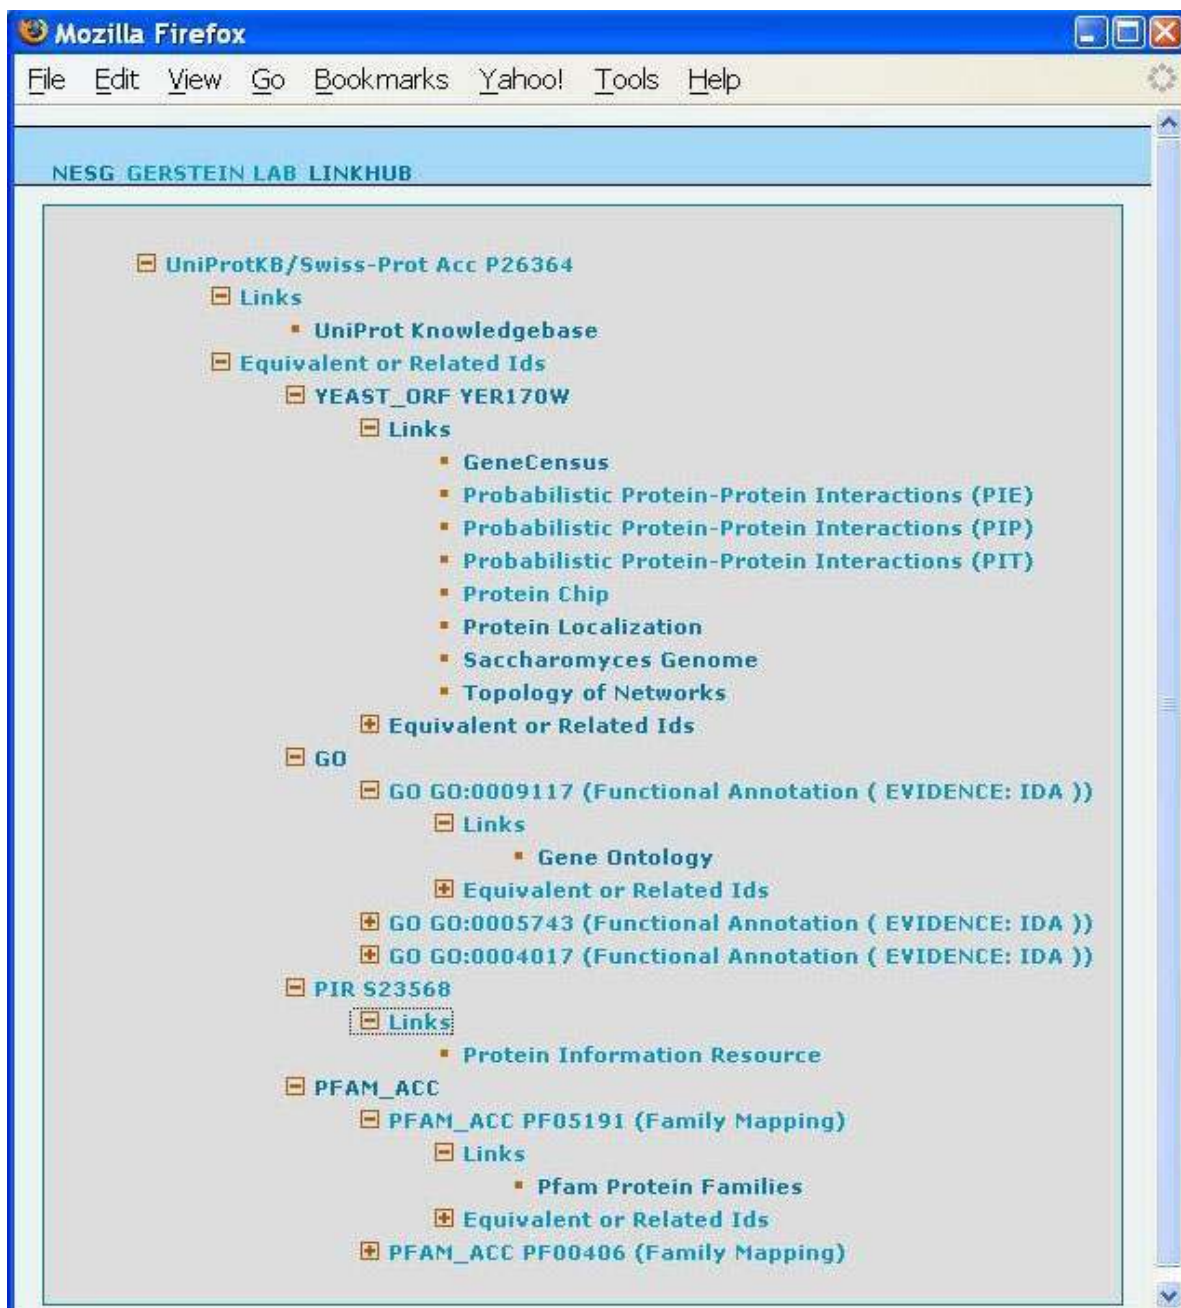 Mozilla Firefox
File Edit View Go Bookmarks Yahoo! Tools Help
NESG GERSTEIN LAB LINKHUB
UniProtKB/Swiss-Prot Acc P26364
Links
UniProt Knowledgebase
Equivalent or Related Ids
YEAST_ORF YER170W
Links
GeneCensus
Probabilistic Protein-Protein Interactions (PIE)
Probabilistic Protein-Protein Interactions (PIP)
Probabilistic Protein-Protein Interactions (PIT)
Protein Chip
Protein Localization
Saccharomyces Genome
Topology of Networks
Equivalent or Related Ids
GO
GO GO:0009117 (Functional Annotation ( EVIDENCE: IDA ))
Links
Gene Ontology
Equivalent or Related Ids
GO GO:0005743 (Functional Annotation ( EVIDENCE: IDA ))
GO GO:0004017 (Functional Annotation ( EVIDENCE: IDA ))
PIR S23568
Links
Protein Information Resource
PFAM_ACC
PFAM_ACC PF05191 (Family Mapping)
Links
Pfam Protein Families
Equivalent or Related Ids
PFAM_ACC PF00406 (Family Mapping)